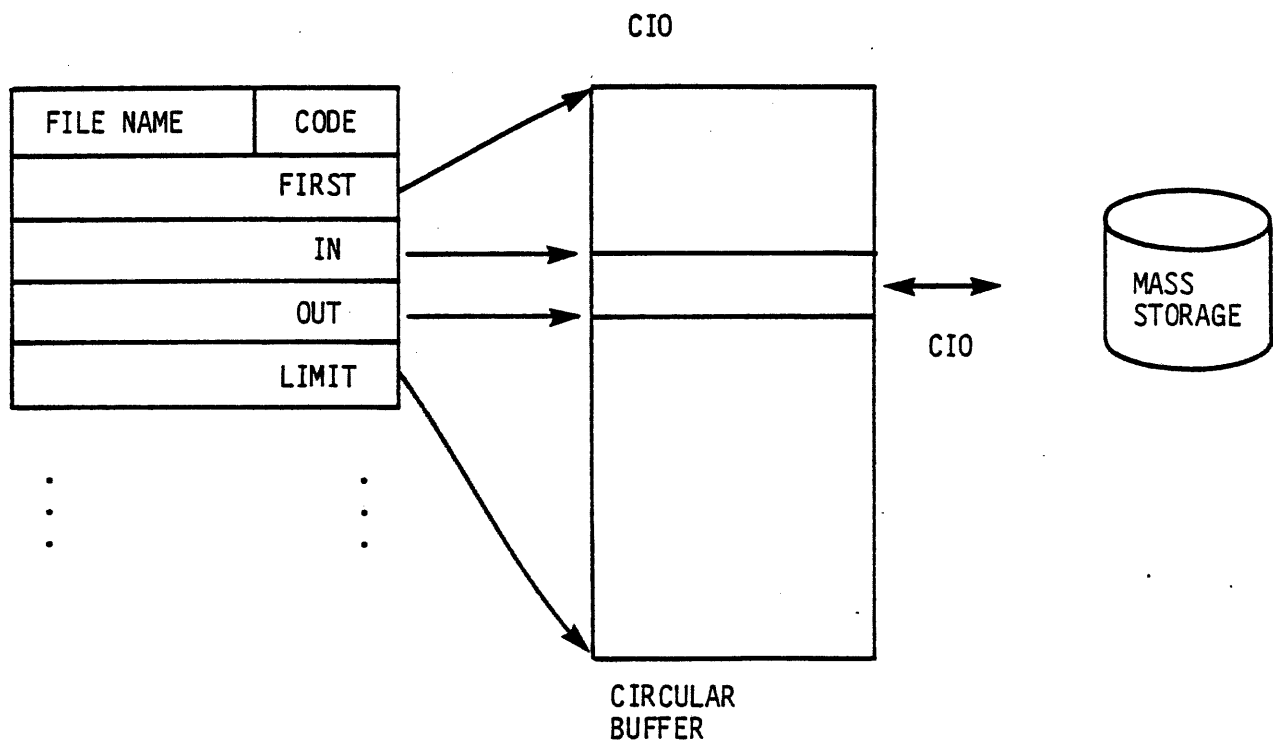 CIO
FILE NAME CODE
FIRST
IN
OUT
LIMIT
CIO
MASS
STORAGE
CIRCULAR
BUFFER